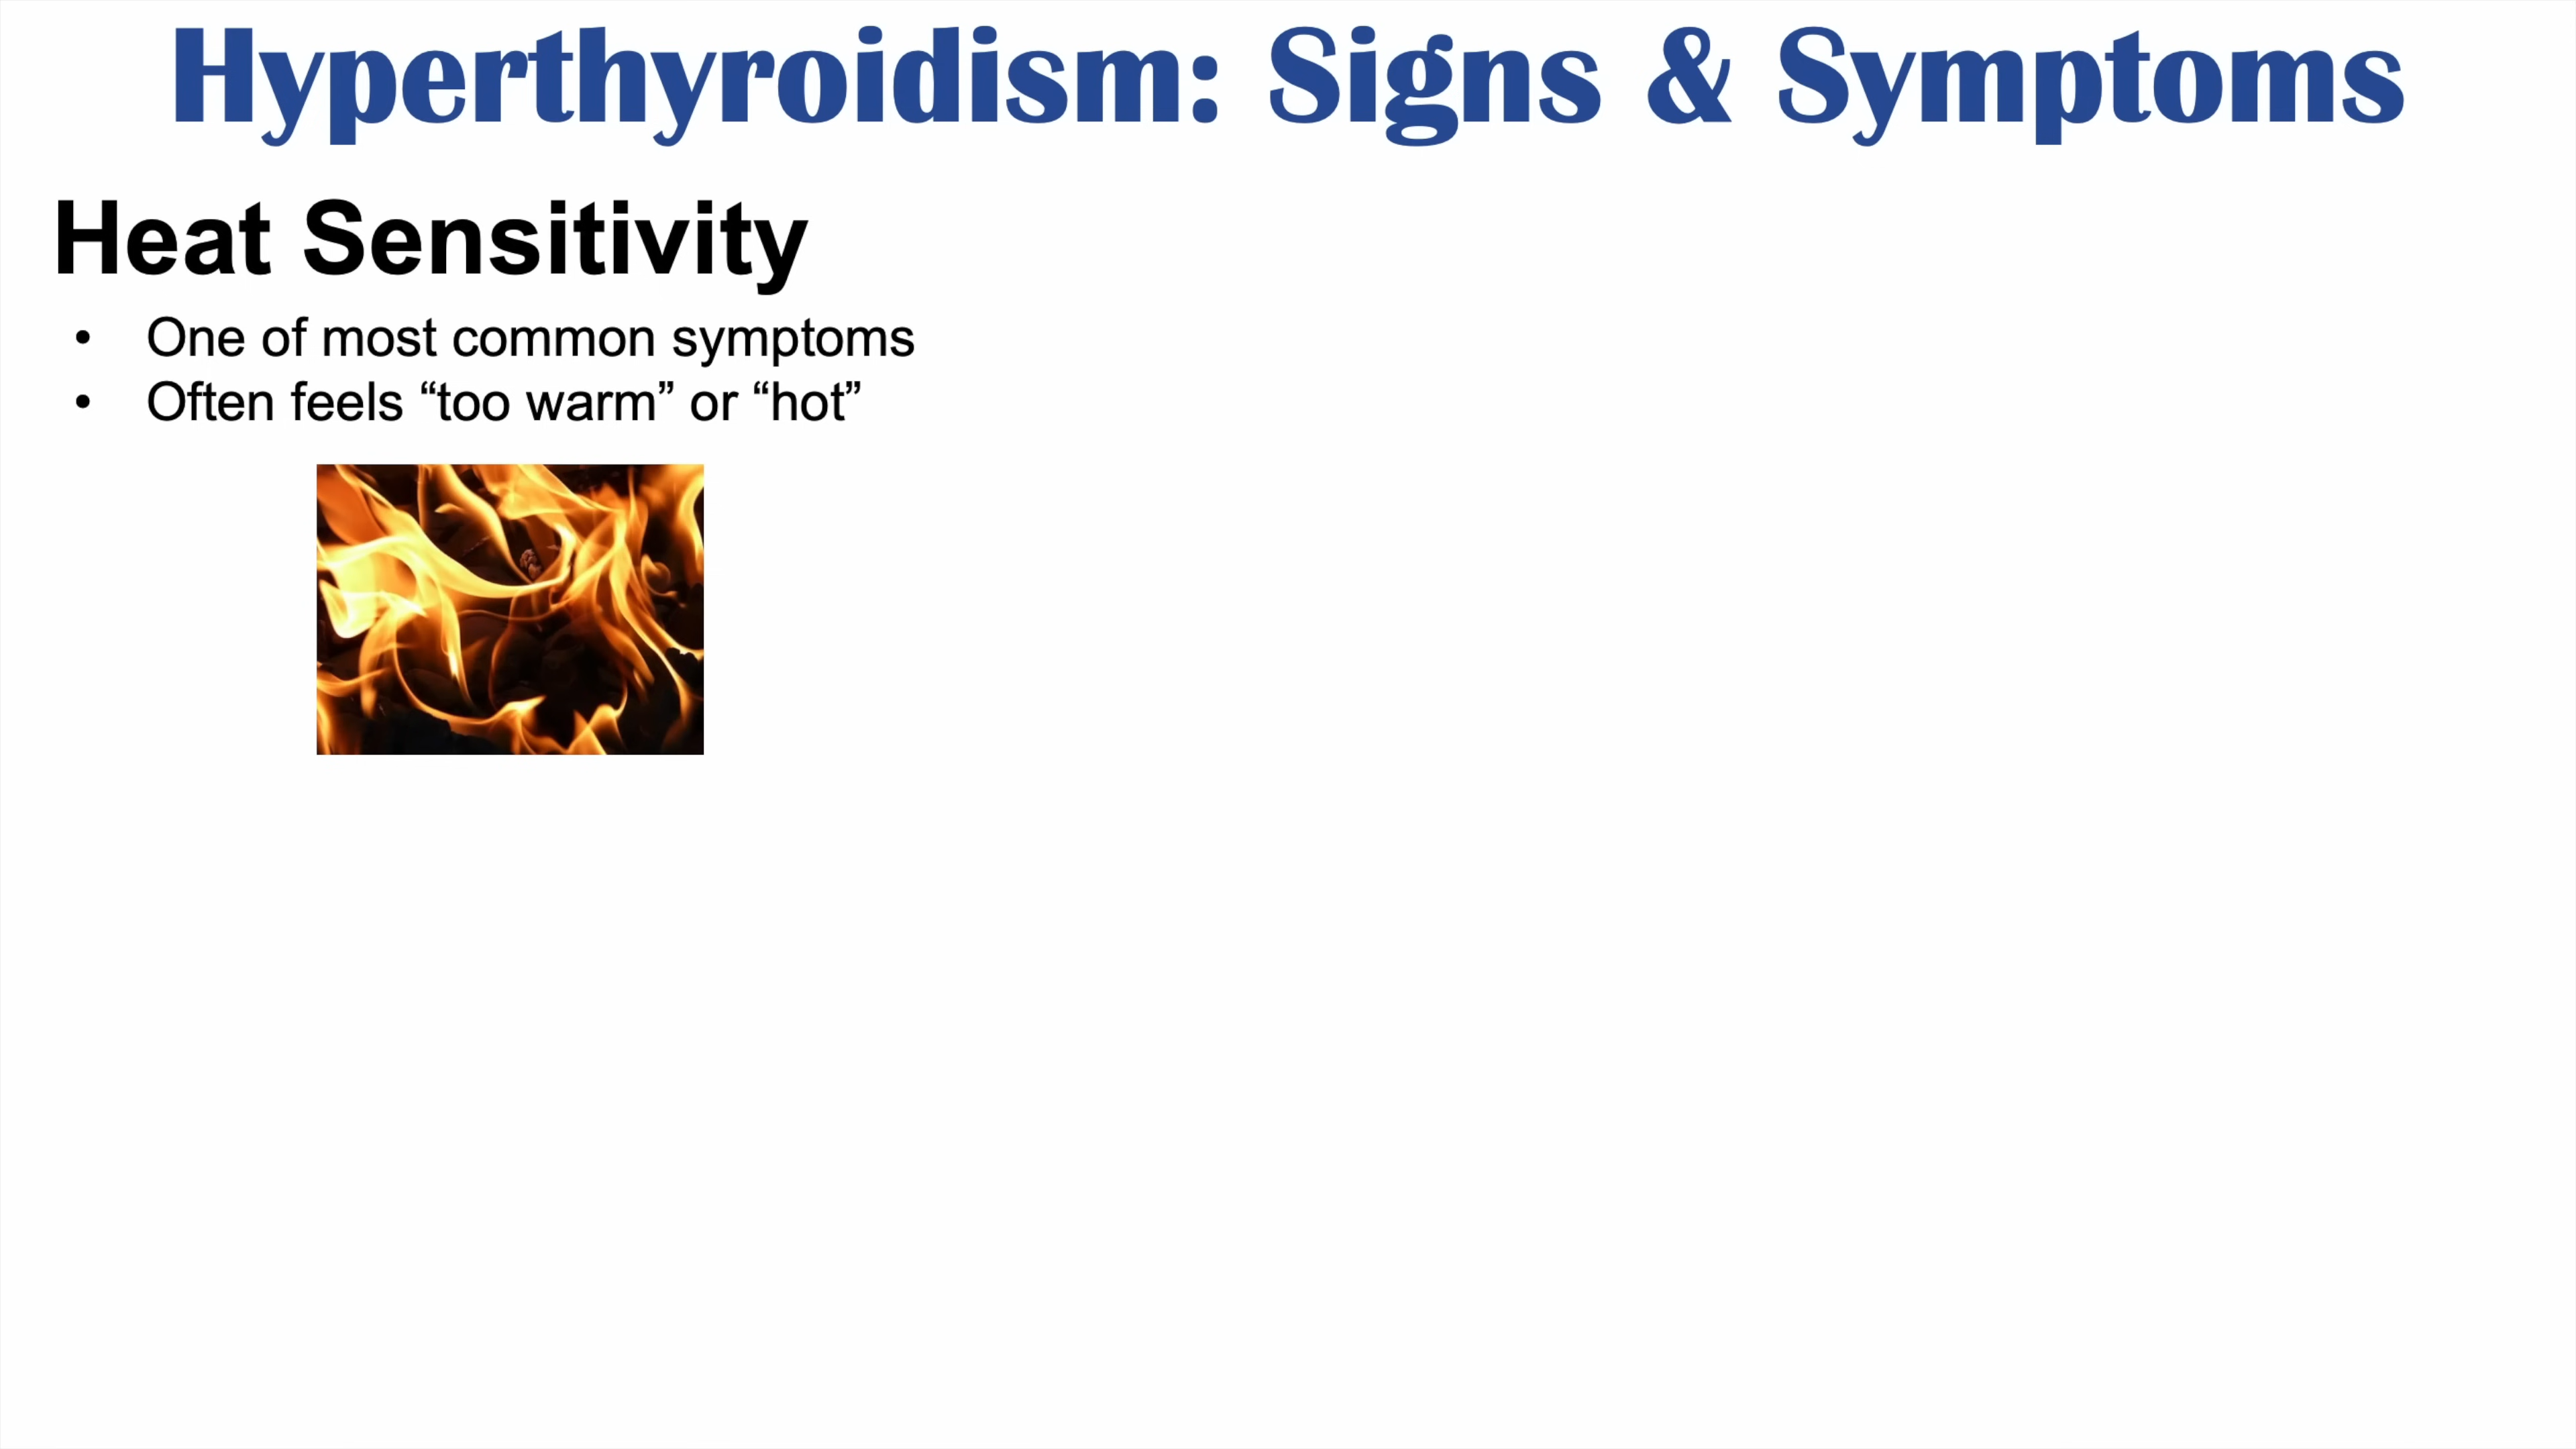 Hyperthyroidism: Signs & Symptoms
Heat Sensitivity
• One of most common symptoms
• Often feels “too warm” or “hot”